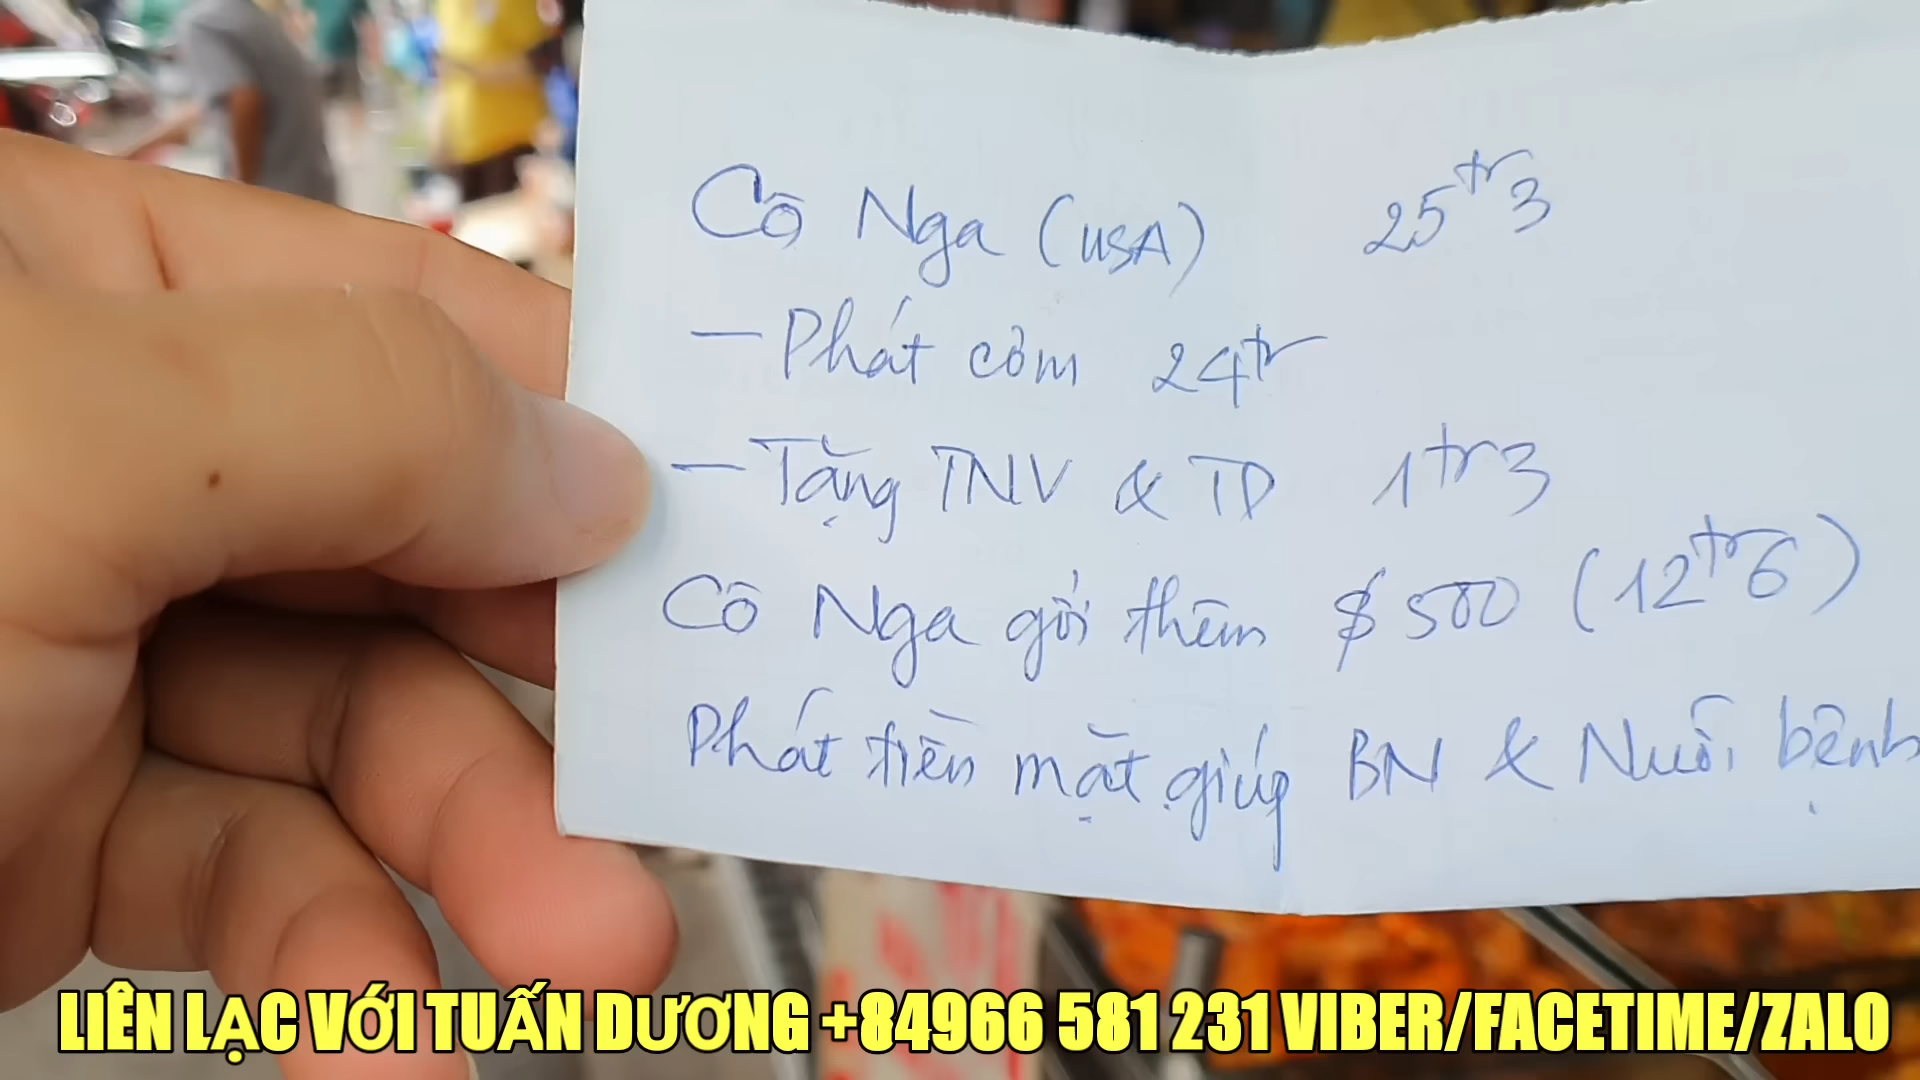 Cô Nga (USA) 25tr3
- Phát cơm 24tr
- Tặng TNV & TD 1tr3
Cô Nga gởi thêm $500 (12tr6)
Phát tiền mặt giúp BN & Nuôi bệnh
LIÊN LẠC VỚI TUẤN DƯƠNG +84966 581 231 VIBER/FACETIME/ZALO